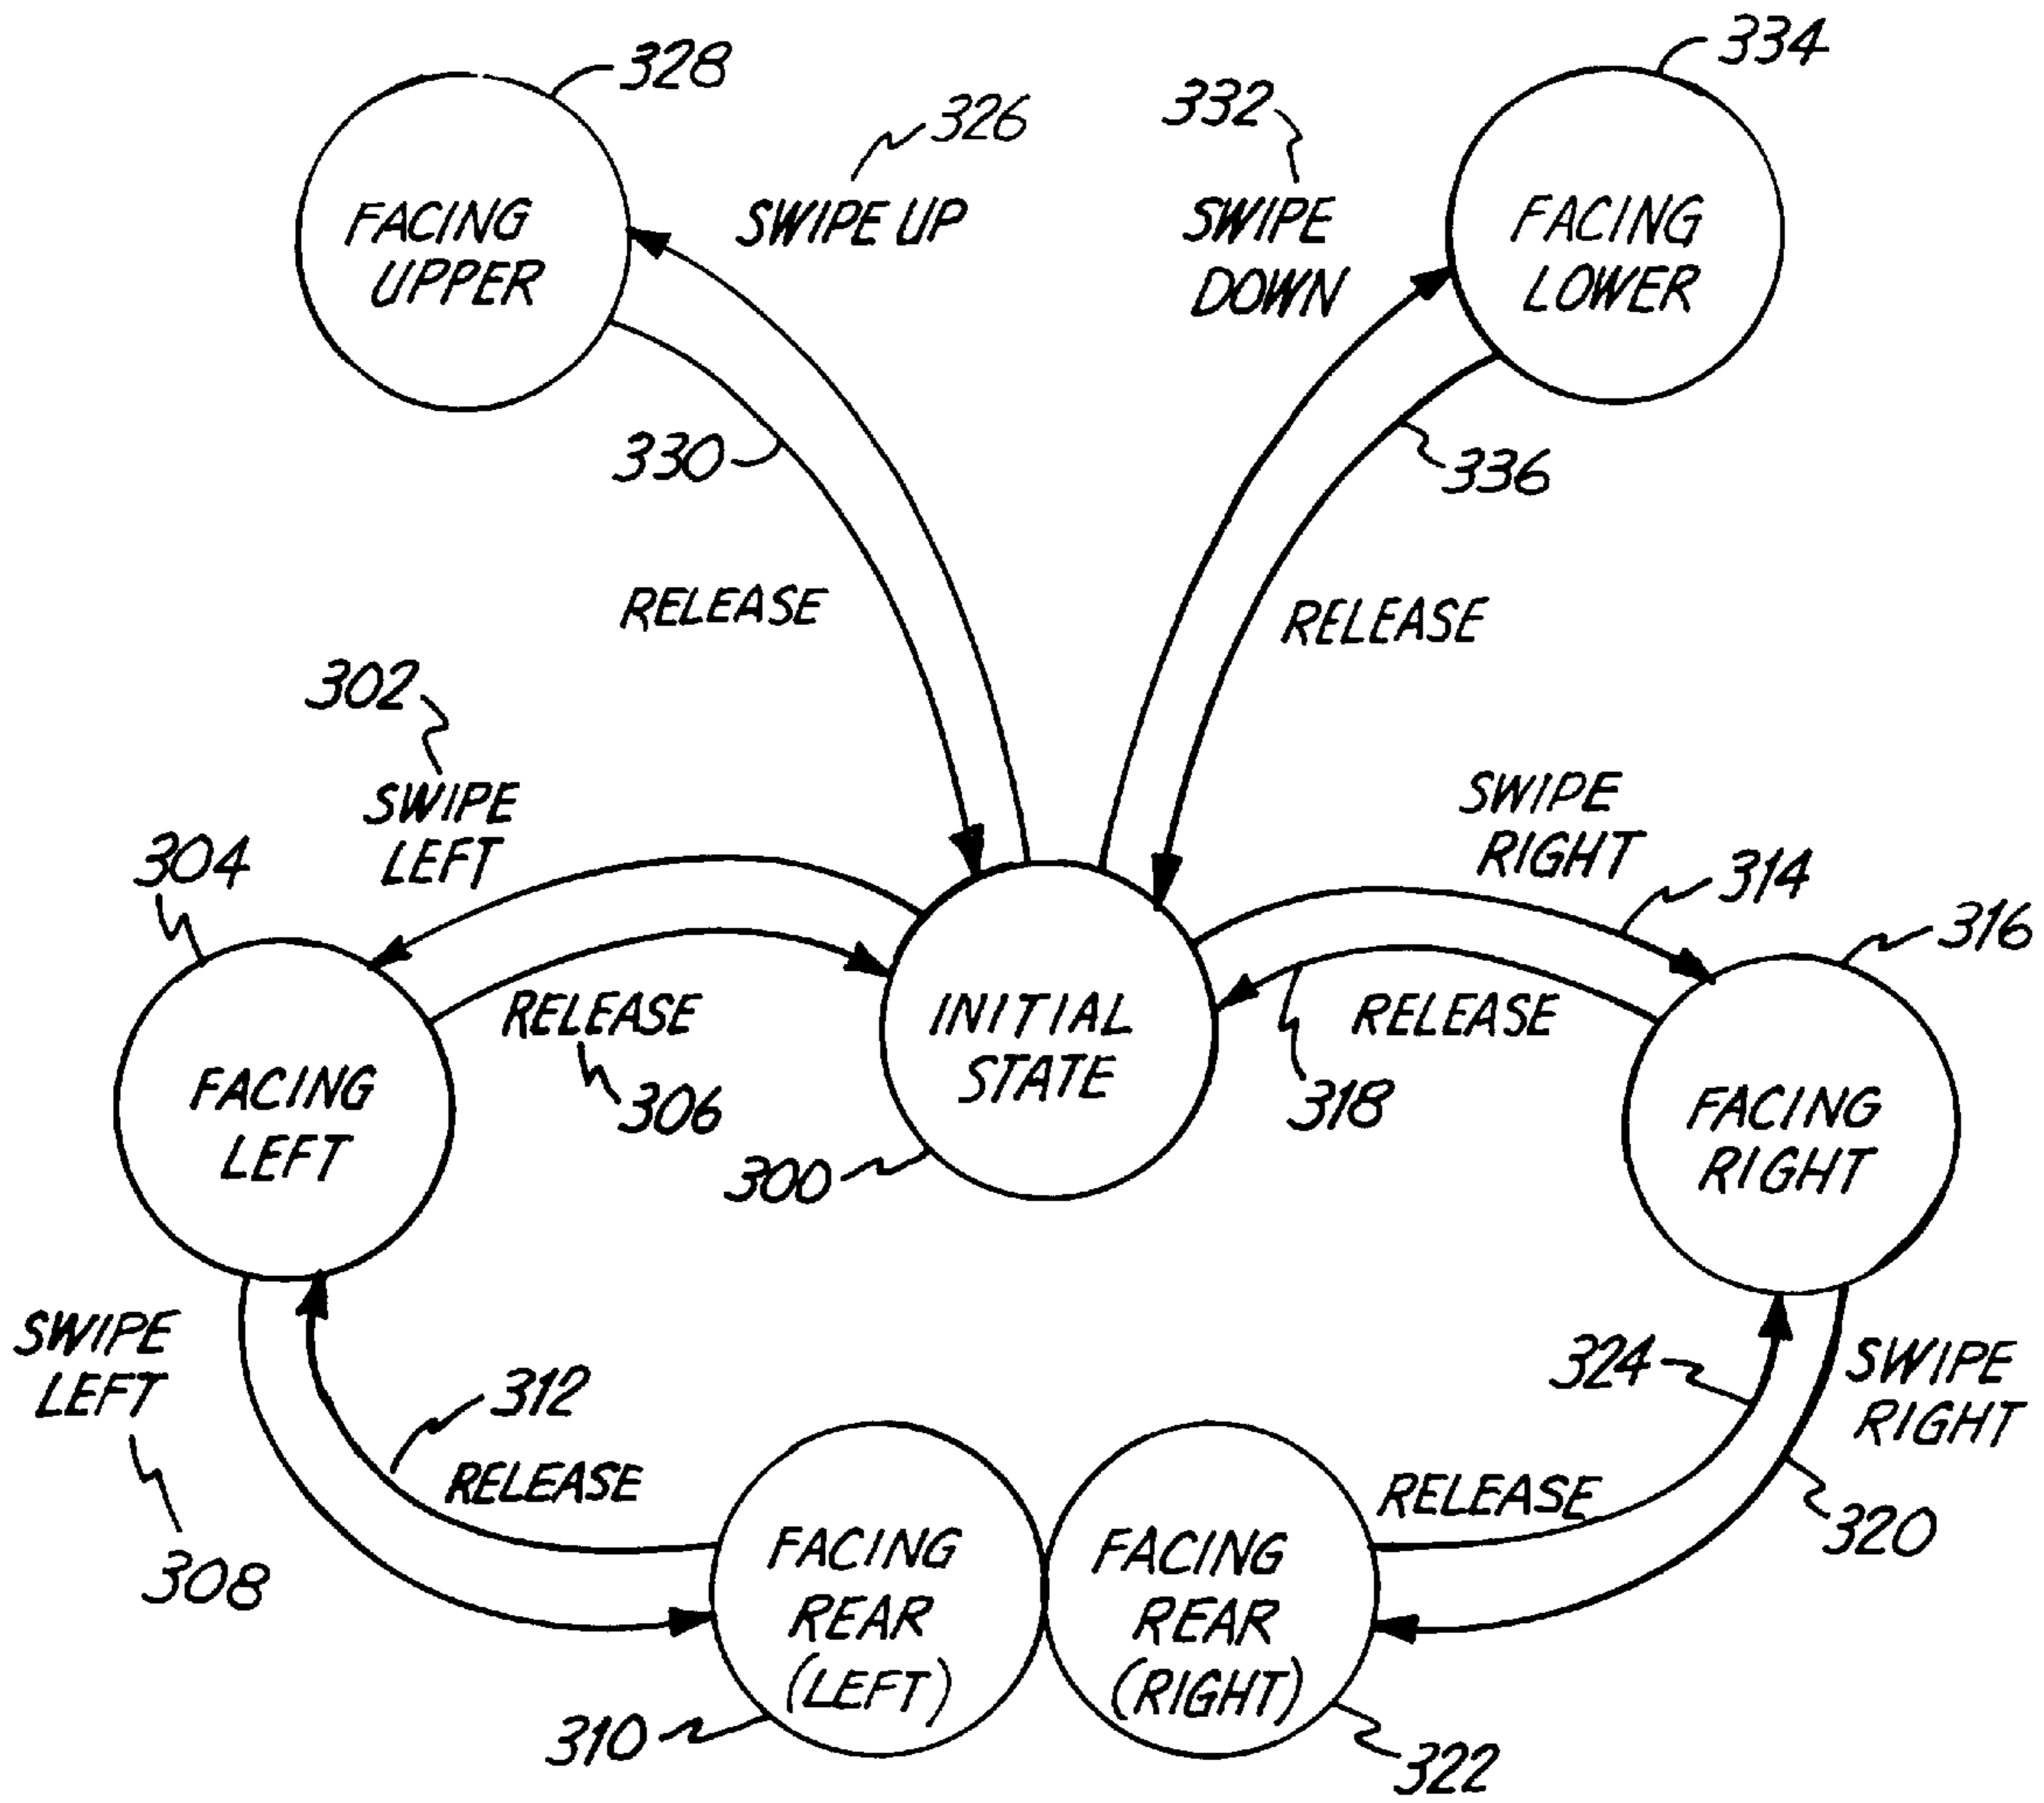 328
334
326
332
FACING
UPPER
SWIPE UP
SWIPE
DOWN
FACING
LOWER
330
336
RELEASE
RELEASE
302
SWIPE
LEFT
SWIPE
RIGHT
304
314
316
RELEASE
306
INITIAL
STATE
RELEASE
318
FACING
LEFT
300
FACING
RIGHT
SWIPE
LEFT
312
324
SWIPE
RIGHT
RELEASE
RELEASE
308
FACING
REAR
(LEFT)
FACING
REAR
(RIGHT)
320
310
322